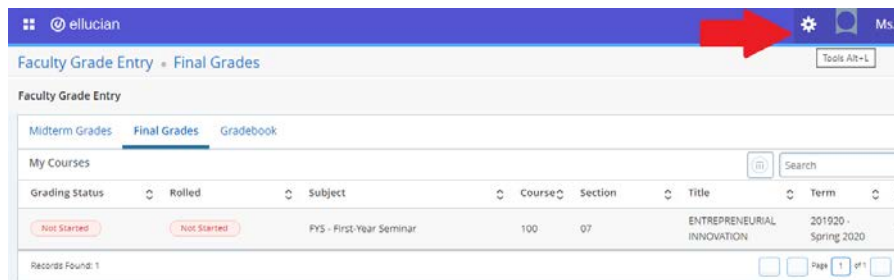 ellucian
Ms.
Faculty Grade Entry • Final Grades
Tools Alt+L
Faculty Grade Entry
Midterm Grades Final Grades Gradebook
My Courses
Search
Grading Status Rolled Subject Course Section Title Term
Not Started Not Started FYS - First-Year Seminar 100 07 ENTREPRENEURIAL 201920 -
INNOVATION Spring 2020
Records Found: 1
Page 1 of 1